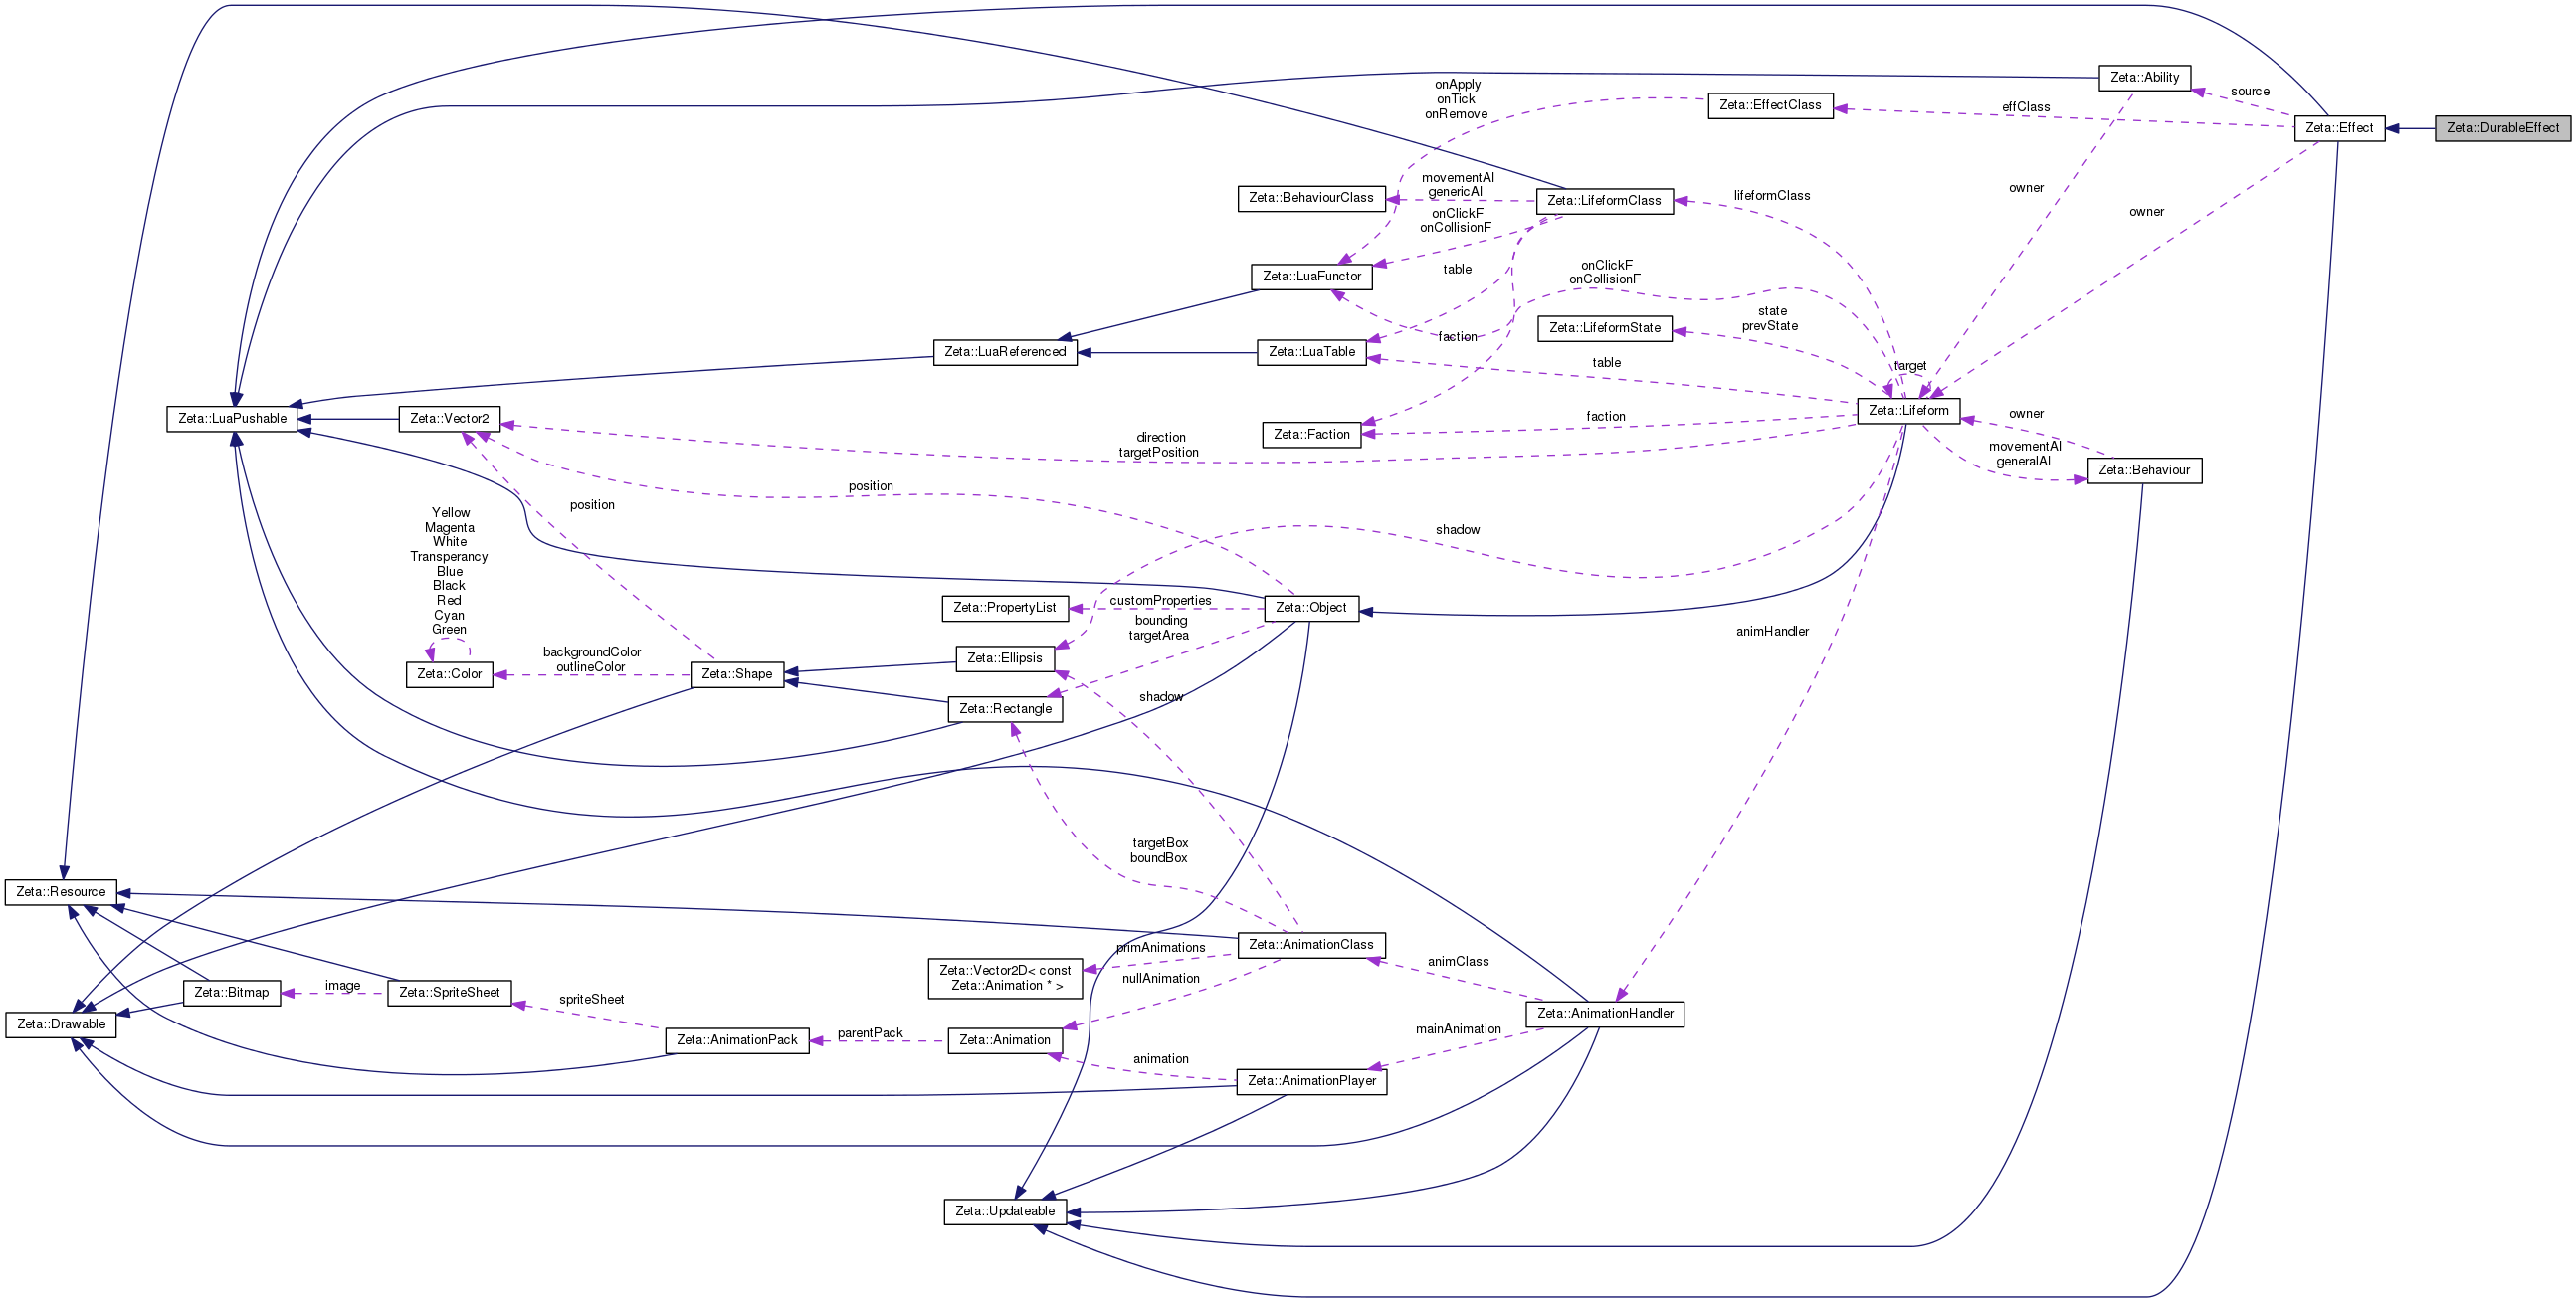 Zeta::Ability
onApply
onTick
onRemove
source
Zeta::EffectClass
effClass
Zeta::Effect
Zeta::DurableEffect
movementAI
genericAI
owner
Zeta::BehaviourClass
Zeta::LifeformClass
lifeformClass
owner
onClickF
onCollisionF
Zeta::LuaFunctor
table
onClickF
onCollisionF
state
prevState
Zeta::LifeformState
faction
Zeta::LuaReferenced
Zeta::LuaTable
table
target
Zeta::LuaPushable
Zeta::Vector2
faction
Zeta::Lifeform
owner
direction
targetPosition
Zeta::Faction
movementAI
generalAI
Zeta::Behaviour
position
position
Yellow
Magenta
White
Transperancy
Blue
Black
Red
Cyan
Green
shadow
Zeta::PropertyList
customProperties
Zeta::Object
bounding
targetArea
animHandler
backgroundColor
outlineColor
Zeta::Ellipsis
Zeta::Color
Zeta::Shape
shadow
Zeta::Rectangle
targetBox
boundBox
Zeta::Resource
primAnimations
Zeta::AnimationClass
Zeta::Vector2D< const
Zeta::Animation * >
animClass
nullAnimation
Zeta::Bitmap
image
Zeta::SpriteSheet
spriteSheet
Zeta::Drawable
Zeta::AnimationHandler
parentPack
mainAnimation
Zeta::AnimationPack
Zeta::Animation
animation
Zeta::AnimationPlayer
Zeta::Updateable